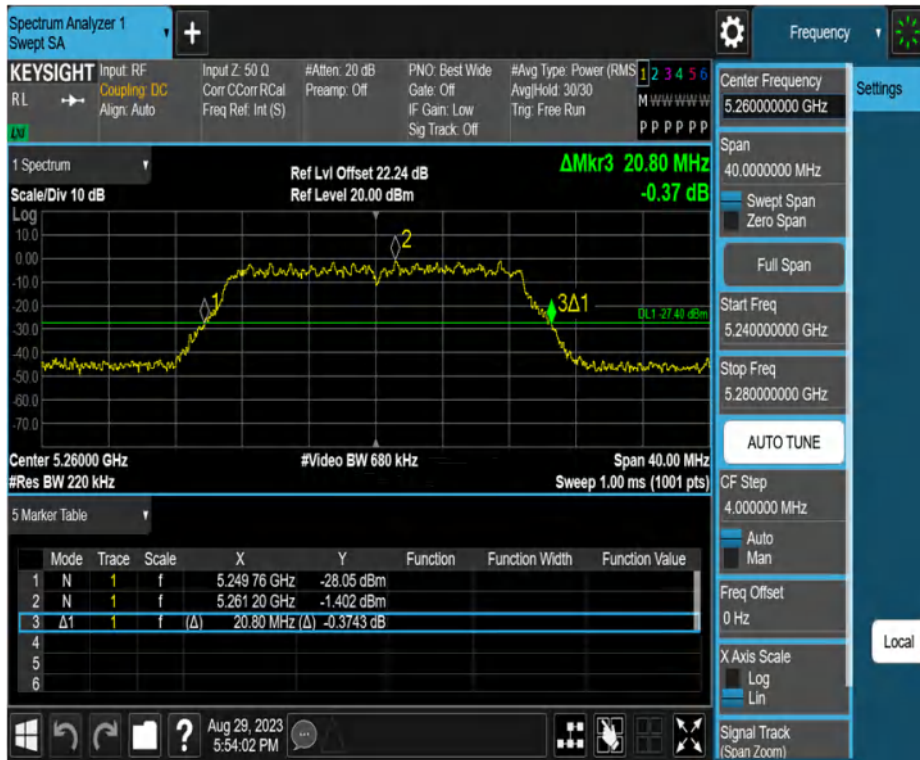 Spectrum Analyzer 1
Swept SA
+
Frequency
KEYSIGHT
RL
LXI
Input: RF
Coupling: DC
Align: Auto
Input Z: 50 Ω
Corr CCorr RCal
Freq Ref: Int (S)
#Atten: 20 dB
Preamp: Off
PNO: Best Wide
Gate: Off
IF Gain: Low
Sig Track: Off
#Avg Type: Power (RMS
Avg|Hold: 30/30
Trig: Free Run
1 2 3 4 5 6
M W W W W W
P P P P P P
1 Spectrum
Scale/Div 10 dB
Ref Lvl Offset 22.24 dB
Ref Level 20.00 dBm
ΔMkr3 20.80 MHz
-0.37 dB
Log
10.0
0.00
-10.0
-20.0
-30.0
-40.0
-50.0
-60.0
-70.0
1
2
3Δ1
DL1 -27.40 dBm
Center 5.26000 GHz
#Video BW 680 kHz
Span 40.00 MHz
#Res BW 220 kHz
Sweep 1.00 ms (1001 pts)
5 Marker Table
Mode Trace Scale X Y Function Function Width Function Value
1 N 1 f 5.249 76 GHz -28.05 dBm
2 N 1 f 5.261 20 GHz -1.402 dBm
3 Δ1 1 f (Δ) 20.80 MHz (Δ) -0.3743 dB
4
5
6
?
Aug 29, 2023
5:54:02 PM
Center Frequency
5.260000000 GHz
Span
40.0000000 MHz
Swept Span
Zero Span
Full Span
Start Freq
5.240000000 GHz
Stop Freq
5.280000000 GHz
AUTO TUNE
CF Step
4.000000 MHz
Auto
Man
Freq Offset
0 Hz
X Axis Scale
Log
Lin
Signal Track
(Span Zoom)
Settings
Local